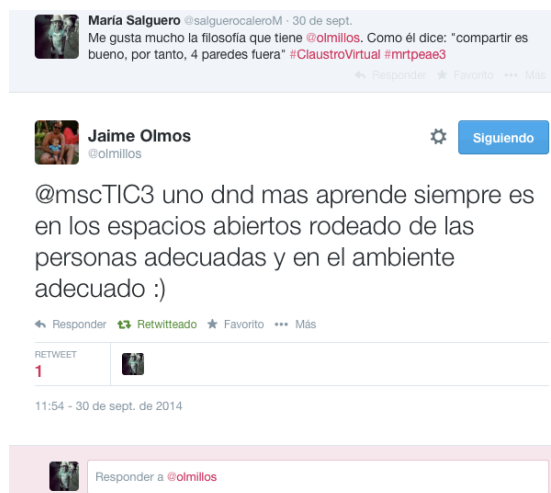 María Salguero @salguerocaleroM · 30 de sept.
Me gusta mucho la filosofía que tiene @olmillos. Como él dice: "compartir es
bueno, por tanto, 4 paredes fuera" #ClaustroVirtual #mrtpeae3
Responder Favorito Más
Jaime Olmos
@olmillos
Siguiendo
@mscTIC3 uno dnd mas aprende siempre es
en los espacios abiertos rodeado de las
personas adecuadas y en el ambiente
adecuado :)
Responder Retwitteado Favorito Más
RETWEET
1
11:54 - 30 de sept. de 2014
Responder a @olmillos